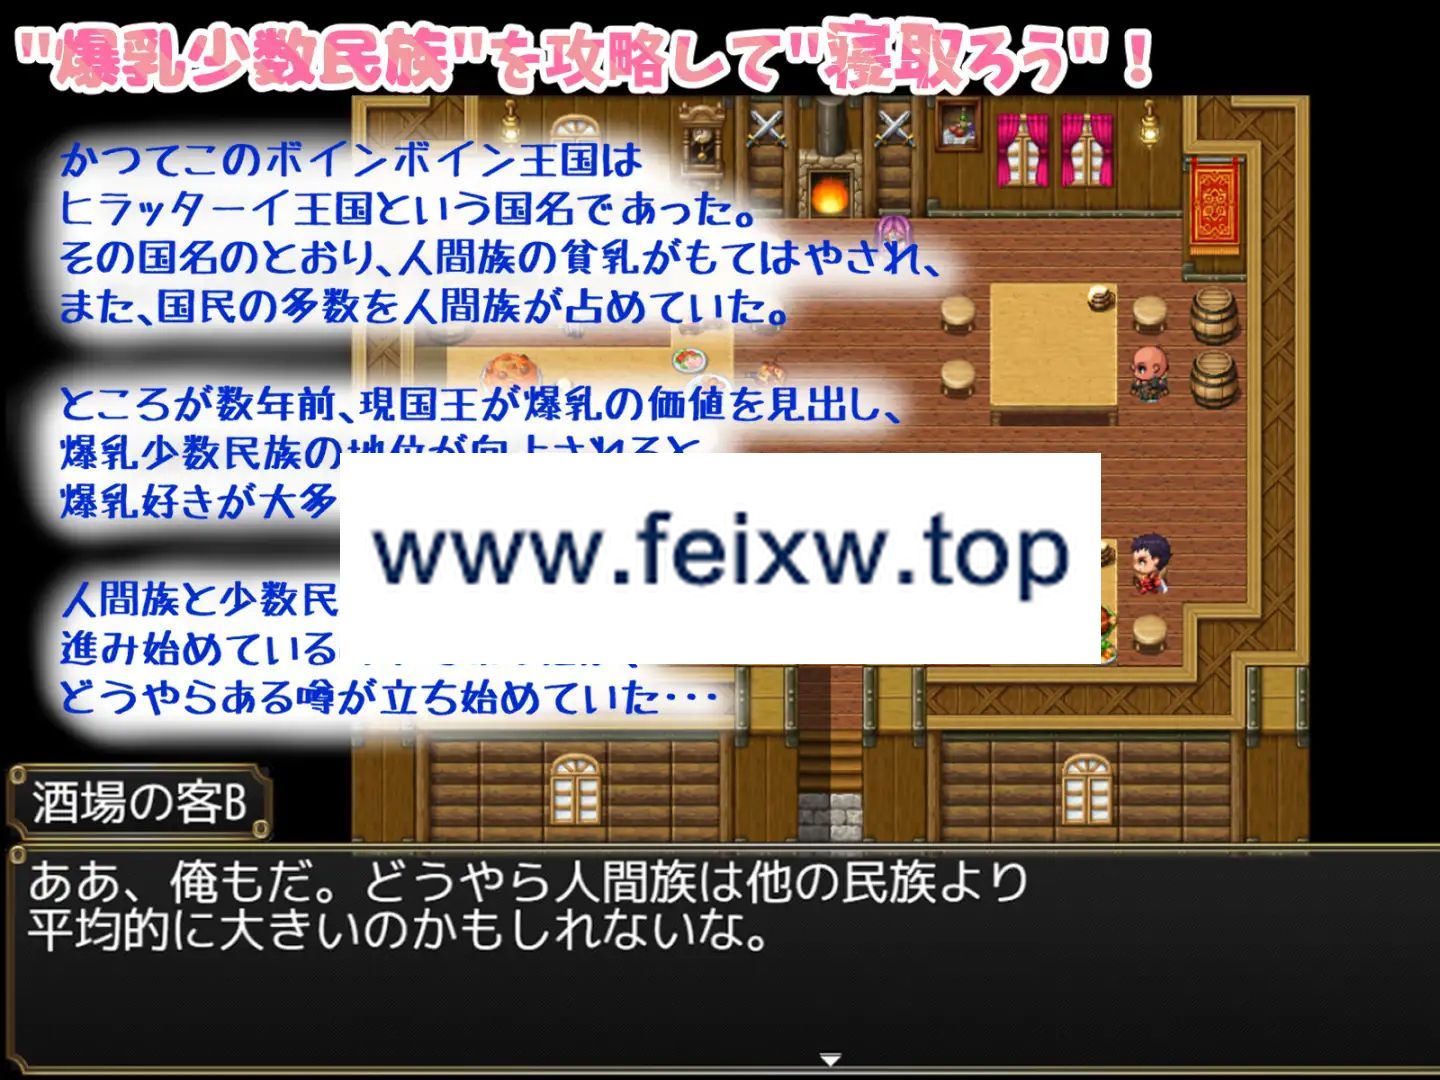 "爆乳少数民族"を攻略して"寝取ろう"！
かつてこのボインボイン王国は
ヒラッターイ王国という国名であった。
その国名のとおり、人間族の貧乳がもてはやされ、
また、国民の多数を人間族が占めていた。
ところが数年前、現国王が爆乳の価値を見出し、
爆乳少数民族の地位が向上されると
爆乳好きが大多
人間族と少数民
進み始めている
どうやらある噂が立ち始めていた･･･
www.feixw.top
酒場の客B
ああ、俺もだ。どうやら人間族は他の民族より
平均的に大きいのかもしれないな。